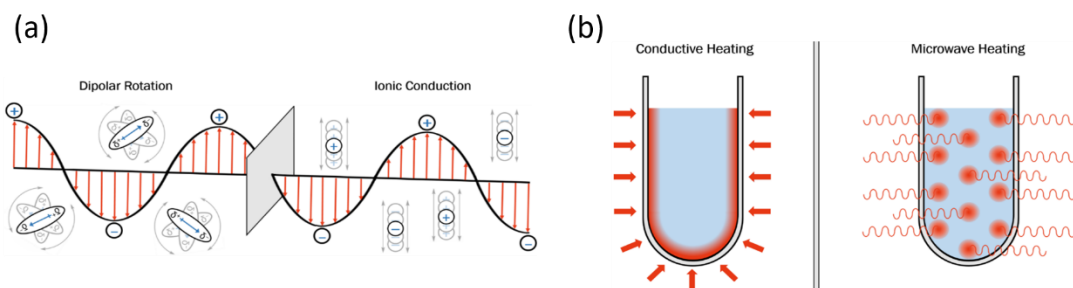 (a)
Dipolar Rotation
Ionic Conduction
+
+
+
-
-
-
+
-
-
+
δ- δ+
δ- δ+
δ- δ+
(b)
Conductive Heating
Microwave Heating